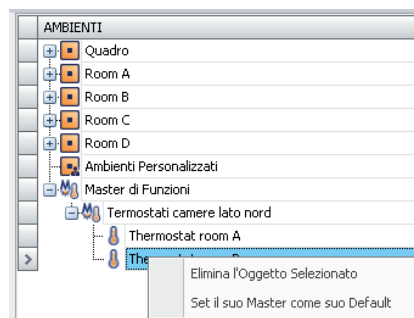 AMBIENTI
Quadro
Room A
Room B
Room C
Room D
Ambienti Personalizzati
Master di Funzioni
Termostati camere lato nord
Thermostat room A
Elimina l'Oggetto Selezionato
Set il suo Master come suo Default